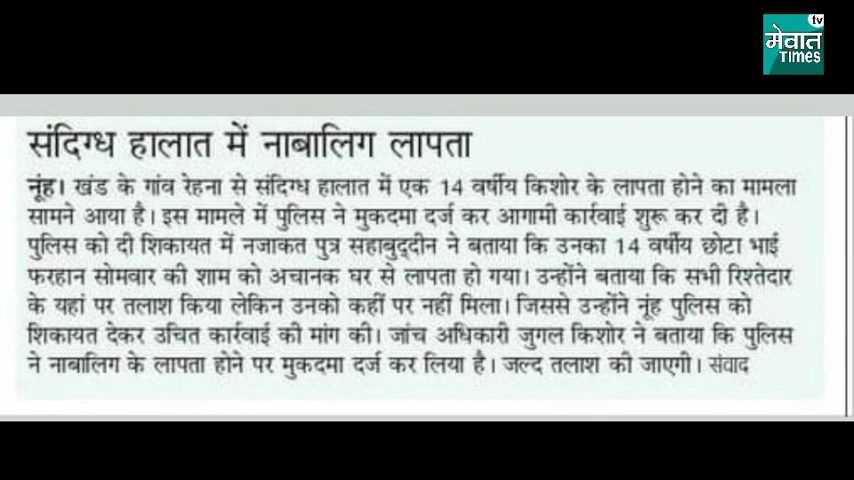 tv
मेवात
TIMES
संदिग्ध हालात में नाबालिग लापता
नूंह। खंड के गांव रेहना से संदिग्ध हालात में एक 14 वर्षीय किशोर के लापता होने का मामला
सामने आया है। इस मामले में पुलिस ने मुकदमा दर्ज कर आगामी कार्रवाई शुरू कर दी है।
पुलिस को दी शिकायत में नजाकत पुत्र सहाबुद्दीन ने बताया कि उनका 14 वर्षीय छोटा भाई
फरहान सोमवार की शाम को अचानक घर से लापता हो गया। उन्होंने बताया कि सभी रिश्तेदार
के यहां पर तलाश किया लेकिन उनको कहीं पर नहीं मिला। जिससे उन्होंने नूंह पुलिस को
शिकायत देकर उचित कार्रवाई की मांग की। जांच अधिकारी जुगल किशोर ने बताया कि पुलिस
ने नाबालिग के लापता होने पर मुकदमा दर्ज कर लिया है। जल्द तलाश की जाएगी। संवाद